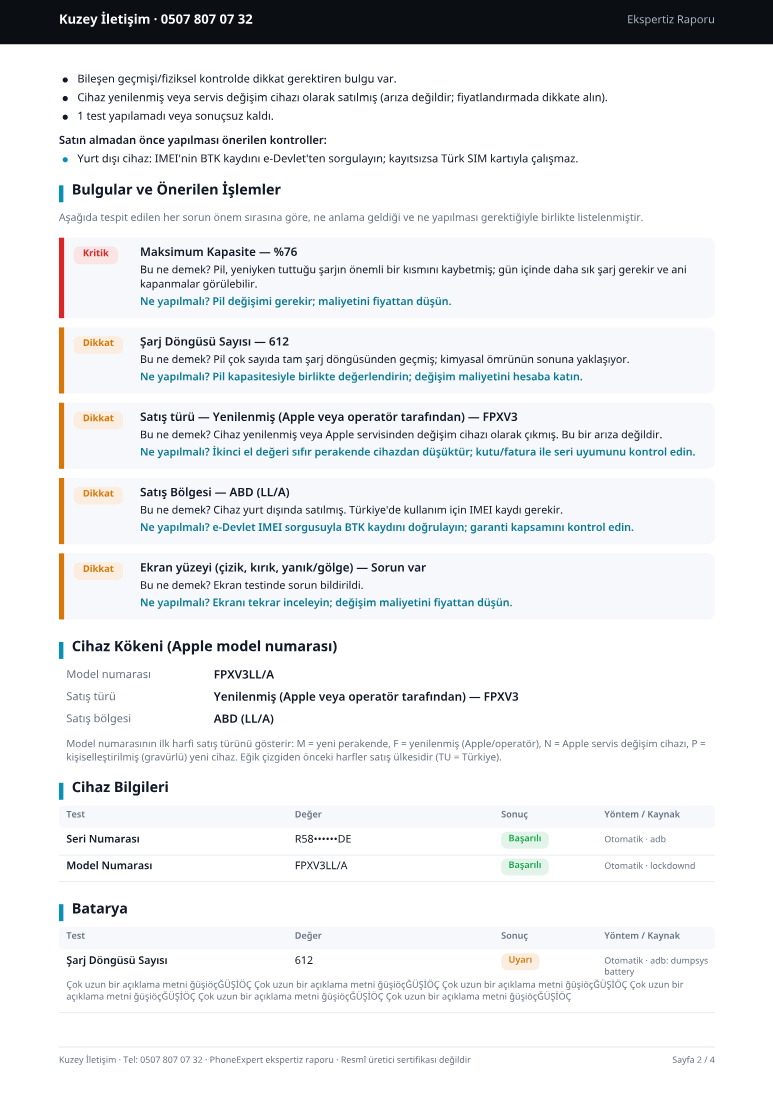 Kuzey İletişim · 0507 807 07 32
Ekspertiz Raporu
● Bileşen geçmişi/fiziksel kontrolde dikkat gerektiren bulgu var.
● Cihaz yenilenmiş veya servis değişim cihazı olarak satılmış (arıza değildir; fiyatlandırmada dikkate alın).
● 1 test yapılamadı veya sonuçsuz kaldı.
Satın almadan önce yapılması önerilen kontroller:
● Yurt dışı cihaz: IMEI'nin BTK kaydını e-Devlet'ten sorgulayın; kayıtsızsa Türk SIM kartıyla çalışmaz.
Bulgular ve Önerilen İşlemler
Aşağıda tespit edilen her sorun önem sırasına göre, ne anlama geldiği ve ne yapılması gerektiğiyle birlikte listelenmiştir.
Kritik
Maksimum Kapasite — %76
Bu ne demek? Pil, yeniyken tuttuğu şarjın önemli bir kısmını kaybetmiş; gün içinde daha sık şarj gerekir ve ani
kapanmalar görülebilir.
Ne yapılmalı? Pil değişimi gerekir; maliyetini fiyattan düşün.
Dikkat
Şarj Döngüsü Sayısı — 612
Bu ne demek? Pil çok sayıda tam şarj döngüsünden geçmiş; kimyasal ömrünün sonuna yaklaşıyor.
Ne yapılmalı? Pil kapasitesiyle birlikte değerlendirin; değişim maliyetini hesaba katın.
Dikkat
Satış türü — Yenilenmiş (Apple veya operatör tarafından) — FPXV3
Bu ne demek? Cihaz yenilenmiş veya Apple servisinden değişim cihazı olarak çıkmış. Bu bir arıza değildir.
Ne yapılmalı? İkinci el değeri sıfır perakende cihazdan düşüktür; kutu/fatura ile seri uyumunu kontrol edin.
Dikkat
Satış Bölgesi — ABD (LL/A)
Bu ne demek? Cihaz yurt dışında satılmış. Türkiye'de kullanım için IMEI kaydı gerekir.
Ne yapılmalı? e-Devlet IMEI sorgusuyla BTK kaydını doğrulayın; garanti kapsamını kontrol edin.
Dikkat
Ekran yüzeyi (çizik, kırık, yanık/gölge) — Sorun var
Bu ne demek? Ekran testinde sorun bildirildi.
Ne yapılmalı? Ekranı tekrar inceleyin; değişim maliyetini fiyattan düşün.
Cihaz Kökeni (Apple model numarası)
Model numarası FPXV3LL/A
Satış türü Yenilenmiş (Apple veya operatör tarafından) — FPXV3
Satış bölgesi ABD (LL/A)
Model numarasının ilk harfi satış türünü gösterir: M = yeni perakende, F = yenilenmiş (Apple/operatör), N = Apple servis değişim cihazı, P =
kişiselleştirilmiş (gravürlü) yeni cihaz. Eğik çizgiden önceki harfler satış ülkesidir (TU = Türkiye).
Cihaz Bilgileri
Test Değer Sonuç Yöntem / Kaynak
Seri Numarası R58••••••DE Başarılı Otomatik · adb
Model Numarası FPXV3LL/A Başarılı Otomatik · lockdownd
Batarya
Test Değer Sonuç Yöntem / Kaynak
Şarj Döngüsü Sayısı 612 Uyarı Otomatik · adb: dumpsys
battery
Çok uzun bir açıklama metni ğüşiöçĞÜŞİÖÇ Çok uzun bir açıklama metni ğüşiöçĞÜŞİÖÇ Çok uzun bir açıklama metni ğüşiöçĞÜŞİÖÇ Çok uzun bir
açıklama metni ğüşiöçĞÜŞİÖÇ Çok uzun bir açıklama metni ğüşiöçĞÜŞİÖÇ Çok uzun bir açıklama metni ğüşiöçĞÜŞİÖÇ
Kuzey İletişim · Tel: 0507 807 07 32 · PhoneExpert ekspertiz raporu · Resmî üretici sertifikası değildir
Sayfa 2 / 4